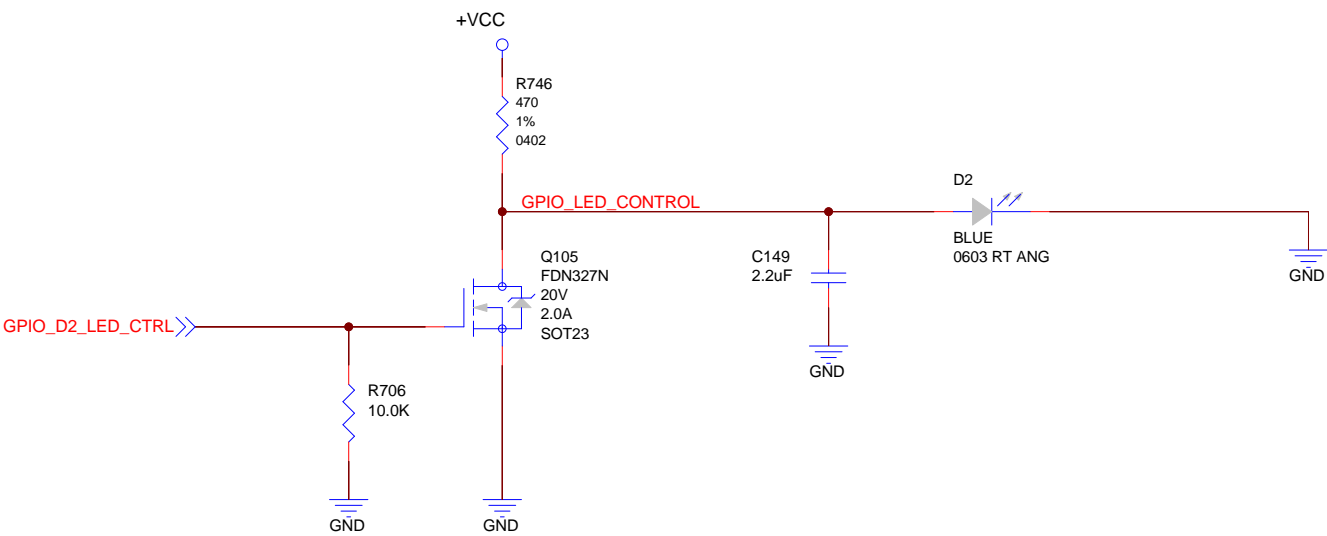 +VCC
R746
470
1%
0402
GPIO_LED_CONTROL
D2
BLUE
0603 RT ANG
GND
C149
2.2uF
GND
Q105
FDN327N
20V
2.0A
SOT23
GPIO_D2_LED_CTRL
R706
10.0K
GND
GND